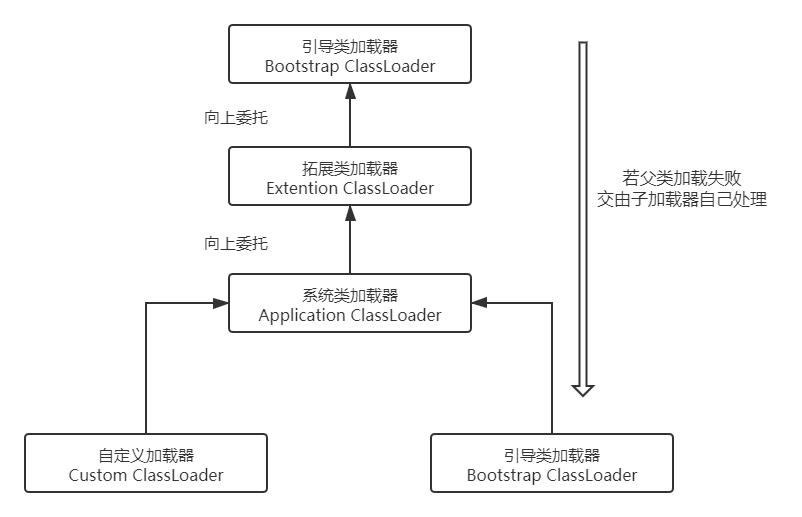 引导类加载器
Bootstrap ClassLoader
向上委托
拓展类加载器
Extention ClassLoader
若父类加载失败
交由子加载器自己处理
向上委托
系统类加载器
Application ClassLoader
自定义加载器
Custom ClassLoader
引导类加载器
Bootstrap ClassLoader